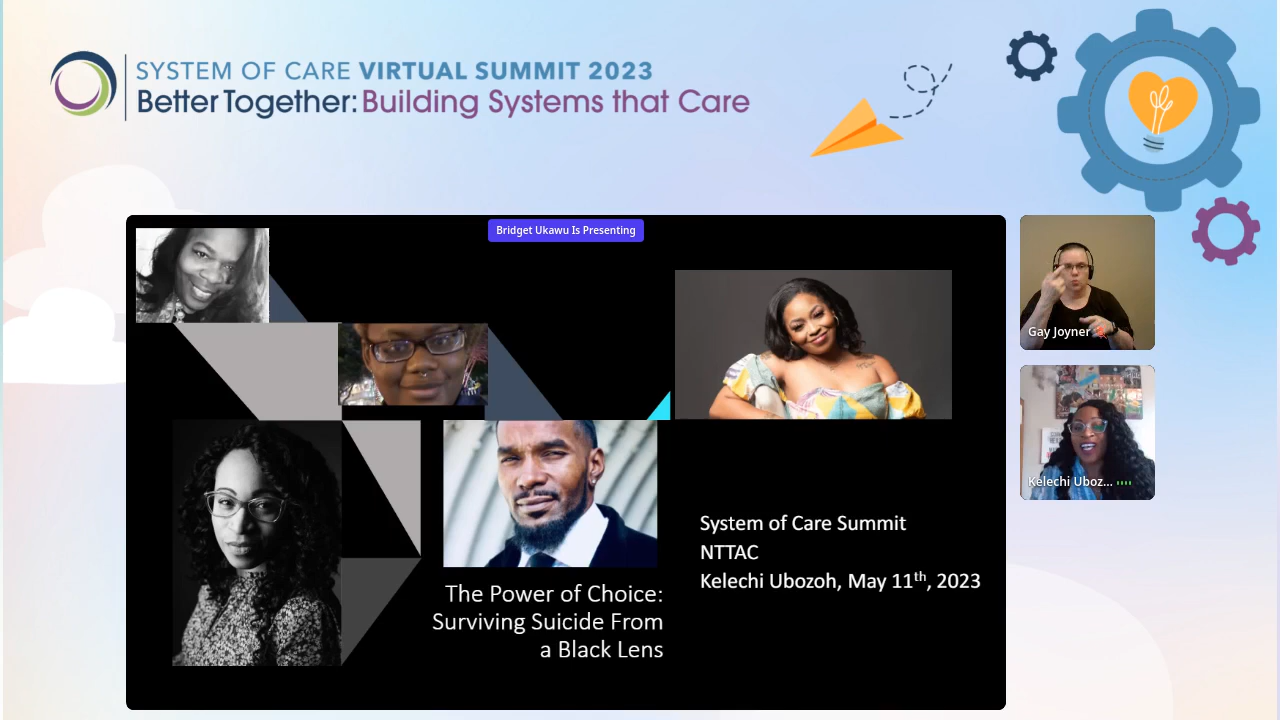 SYSTEM OF CARE VIRTUAL SUMMIT 2023
Better Together: Building Systems that Care
Bridget Ukawu Is Presenting
Gay Joyner
Kelechi Uboz...
System of Care Summit
NTTAC
Kelechi Ubozoh, May 11th, 2023
The Power of Choice:
Surviving Suicide From
a Black Lens